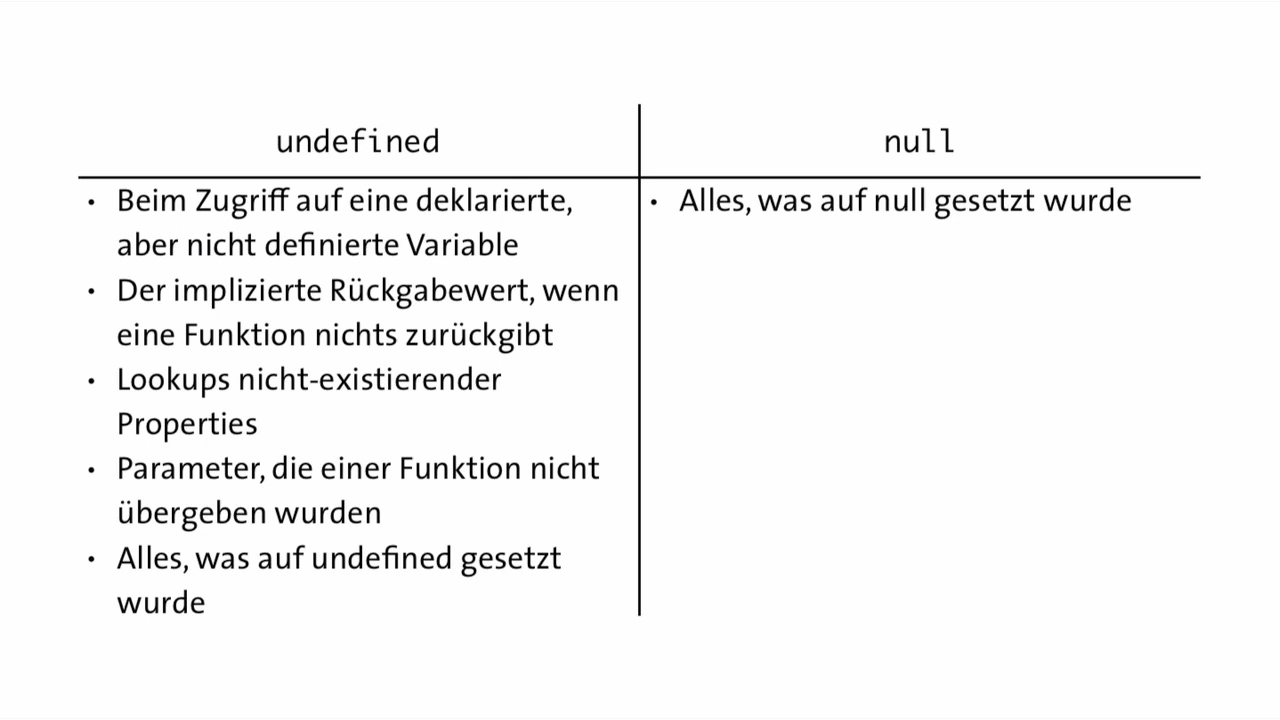 undefined
null
• Beim Zugriff auf eine deklarierte,
aber nicht definierte Variable
• Der implizierte Rückgabewert, wenn
eine Funktion nichts zurückgibt
• Lookups nicht-existierender
Properties
• Parameter, die einer Funktion nicht
übergeben wurden
• Alles, was auf undefined gesetzt
wurde
• Alles, was auf null gesetzt wurde